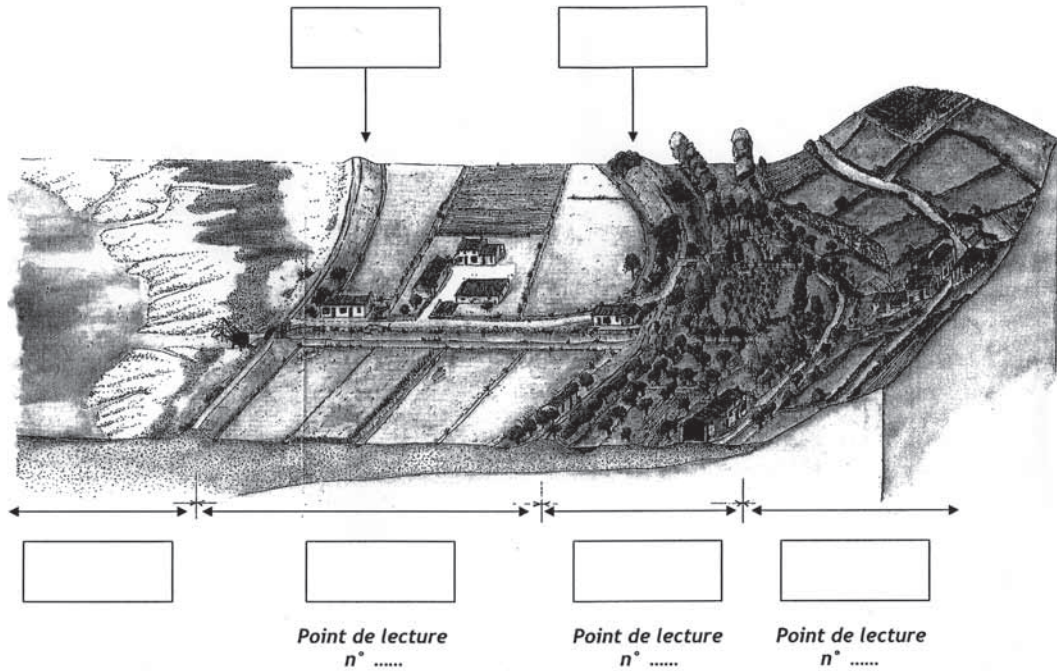 Point de lecture
n° ......
Point de lecture
n° ......
Point de lecture
n° ......